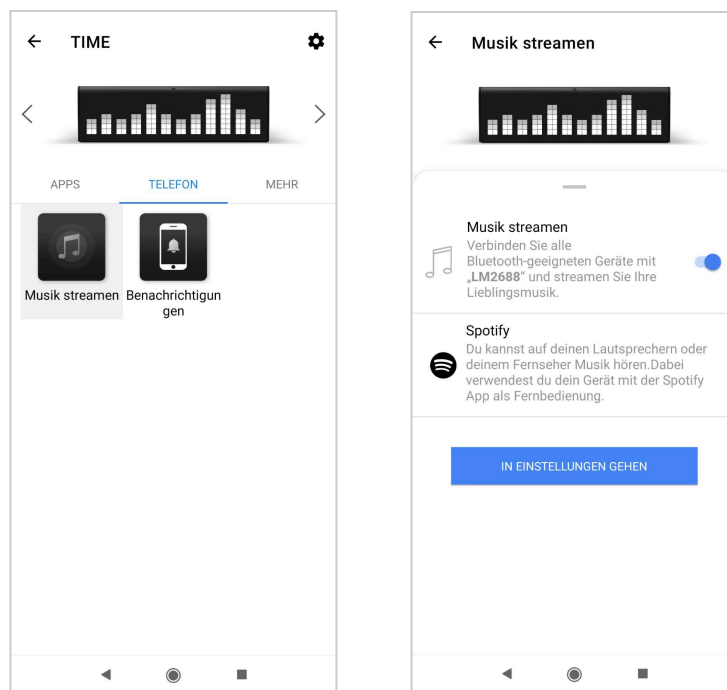 TIME
APPS TELEFON MEHR
Musik streamen Benachrichtigun
gen
Musik streamen
Musik streamen
Verbinden Sie alle
Bluetooth-geeigneten Geräte mit
„LM2688“ und streamen Sie Ihre
Lieblingsmusik.
Spotify
Du kannst auf deinen Lautsprechern oder
deinem Fernseher Musik hören.Dabei
verwendest du dein Gerät mit der Spotify
App als Fernbedienung.
IN EINSTELLUNGEN GEHEN